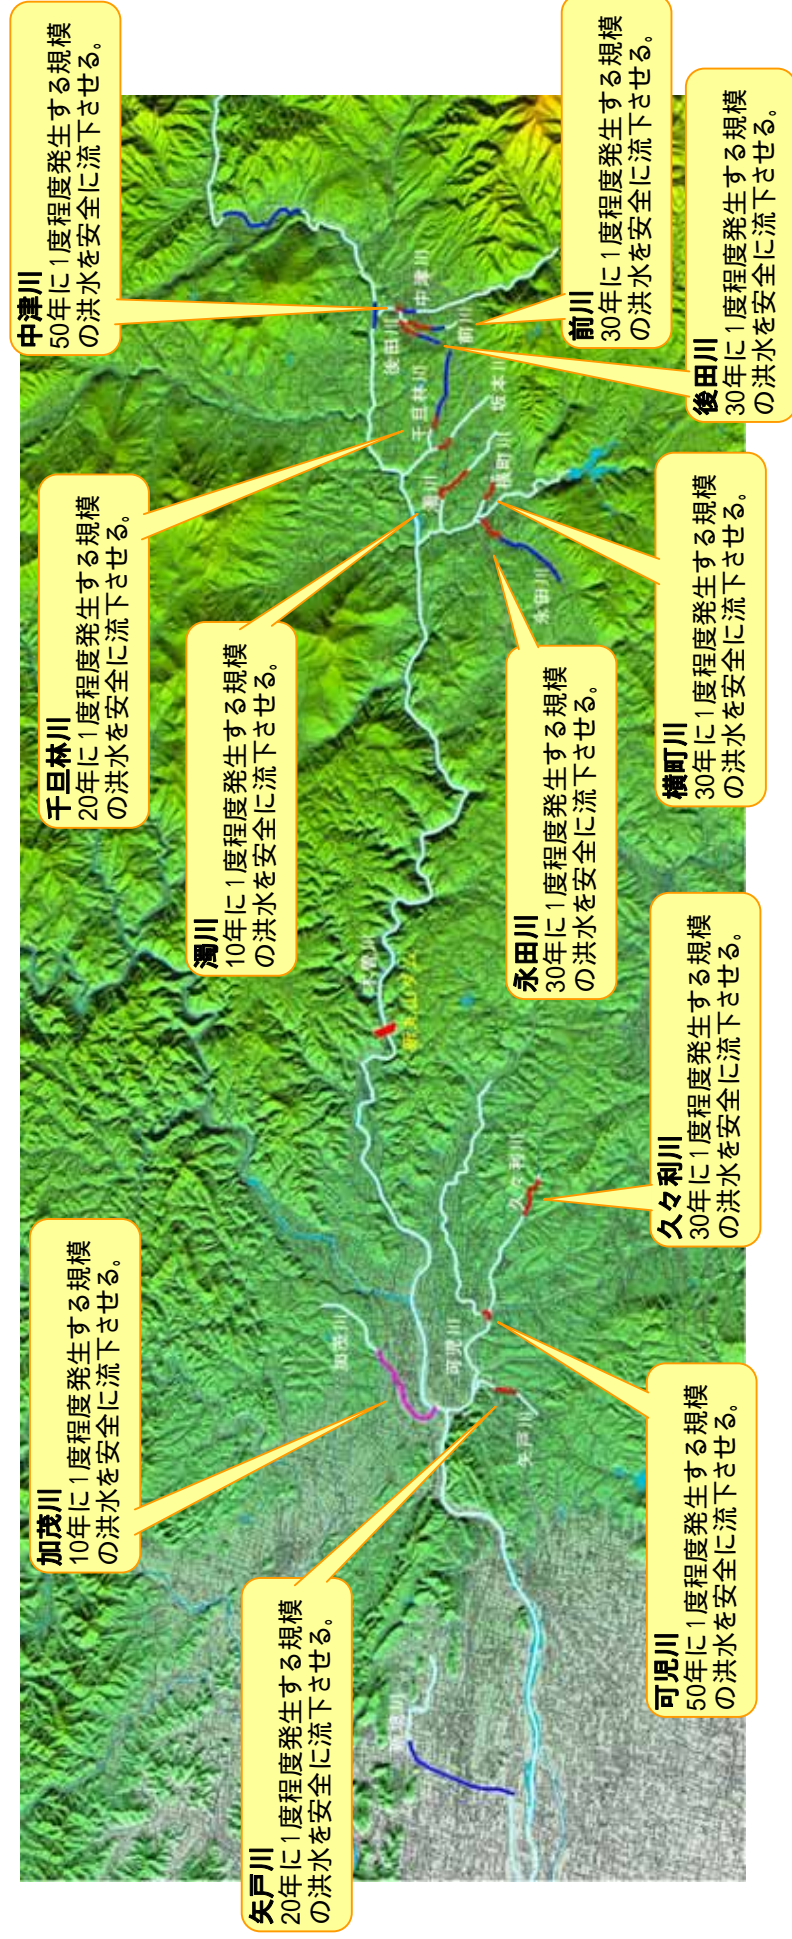 中津川
50年に1度程度発生する規模
の洪水を安全に流下させる。
千旦林川
20年に1度程度発生する規模
の洪水を安全に流下させる。
濁川
10年に1度程度発生する規模
の洪水を安全に流下させる。
加茂川
10年に1度程度発生する規模
の洪水を安全に流下させる。
矢戸川
20年に1度程度発生する規模
の洪水を安全に流下させる。
前川
30年に1度程度発生する規模
の洪水を安全に流下させる。
後田川
30年に1度程度発生する規模
の洪水を安全に流下させる。
横町川
30年に1度程度発生する規模
の洪水を安全に流下させる。
永田川
30年に1度程度発生する規模
の洪水を安全に流下させる。
久々利川
30年に1度程度発生する規模
の洪水を安全に流下させる。
可児川
50年に1度程度発生する規模
の洪水を安全に流下させる。
中津川
後田川
千旦林川
坂本川
横町川
永田川
木曽川
新丸山ダム
久々利川
加茂川
可児川
矢戸川